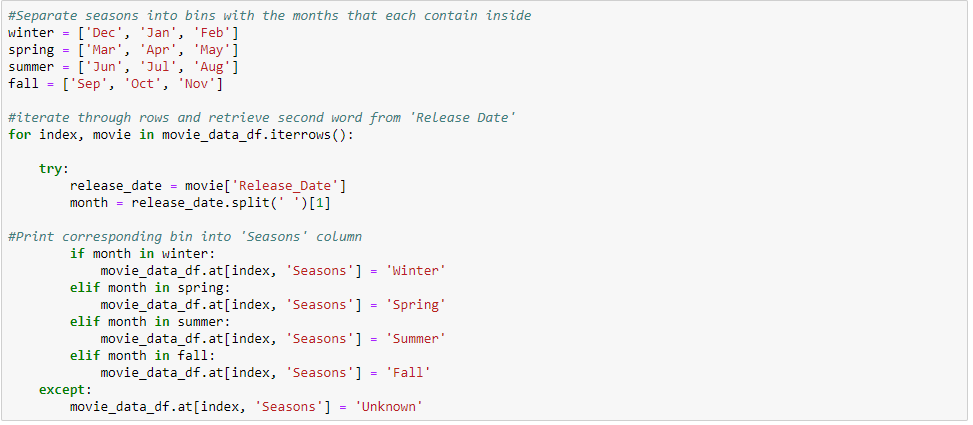 #Separate seasons into bins with the months that each contain inside
winter = ['Dec', 'Jan', 'Feb']
spring = ['Mar', 'Apr', 'May']
summer = ['Jun', 'Jul', 'Aug']
fall = ['Sep', 'Oct', 'Nov']

#iterate through rows and retrieve second word from 'Release Date'
for index, movie in movie_data_df.iterrows():

    try:
        release_date = movie['Release_Date']
        month = release_date.split(' ')[1]

#Print corresponding bin into 'Seasons' column
        if month in winter:
            movie_data_df.at[index, 'Seasons'] = 'Winter'
        elif month in spring:
            movie_data_df.at[index, 'Seasons'] = 'Spring'
        elif month in summer:
            movie_data_df.at[index, 'Seasons'] = 'Summer'
        elif month in fall:
            movie_data_df.at[index, 'Seasons'] = 'Fall'
    except:
        movie_data_df.at[index, 'Seasons'] = 'Unknown'